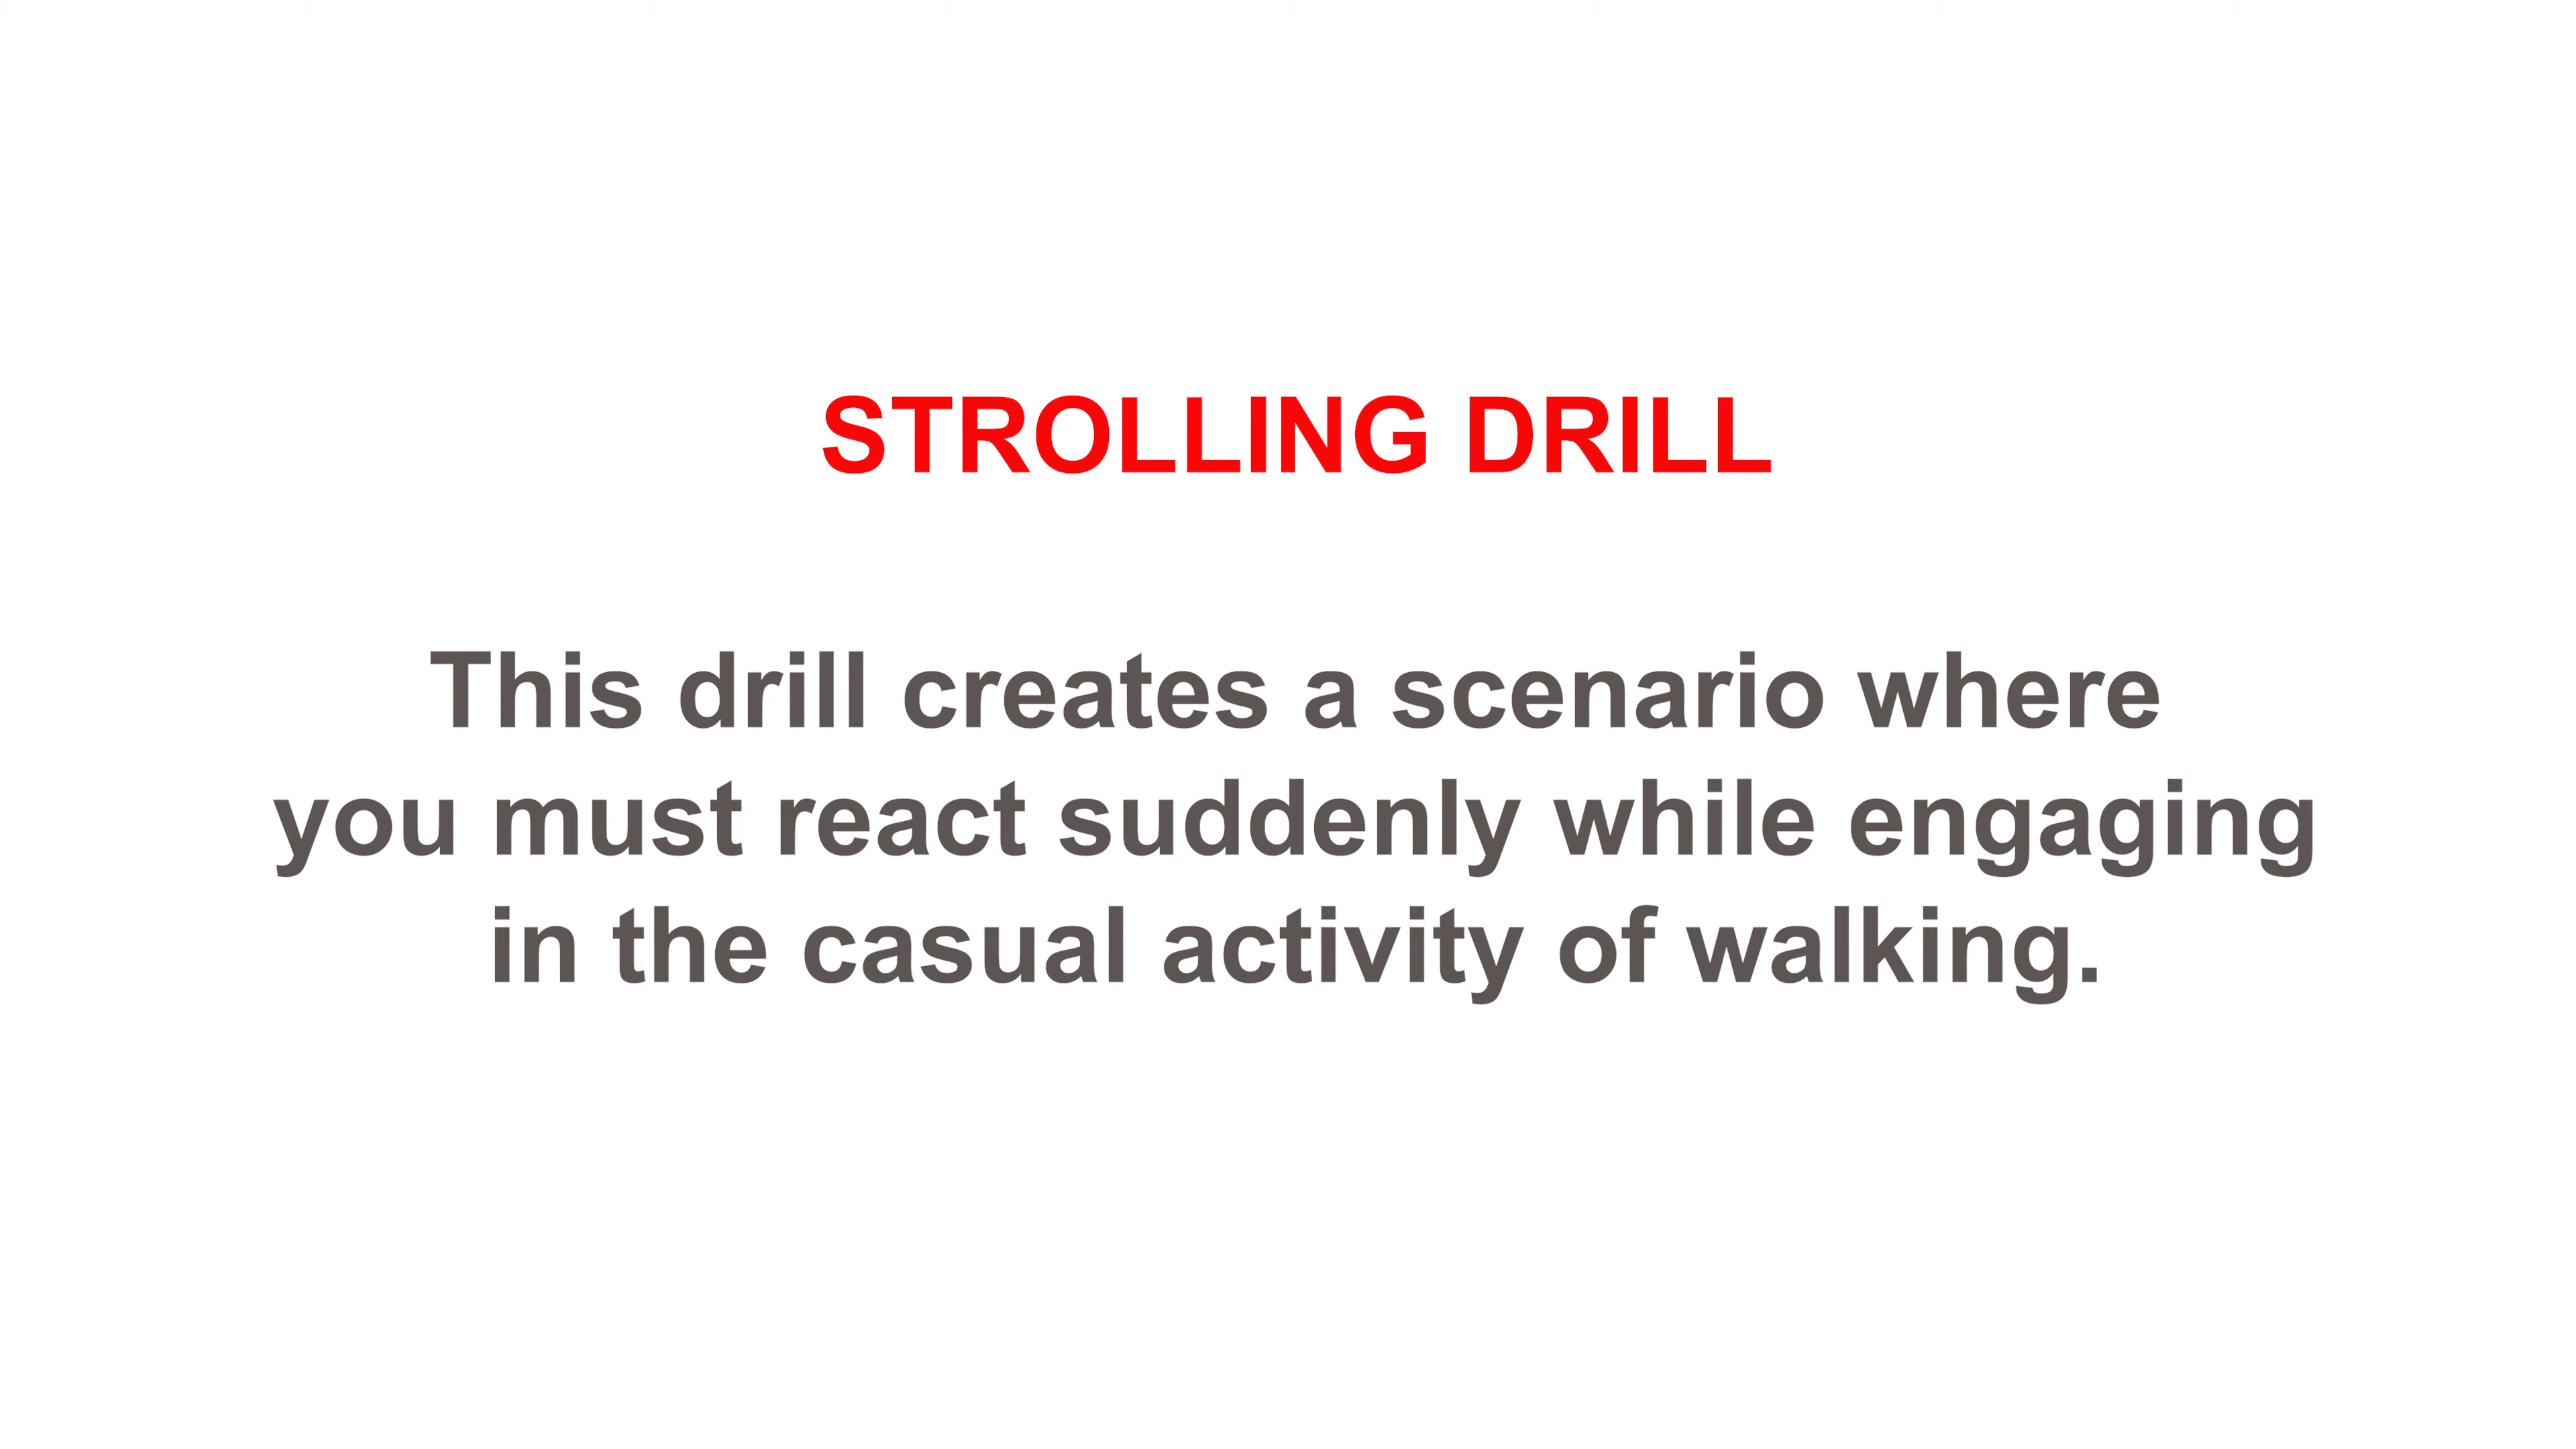 STROLLING DRILL
This drill creates a scenario where
you must react suddenly while engaging
in the casual activity of walking.